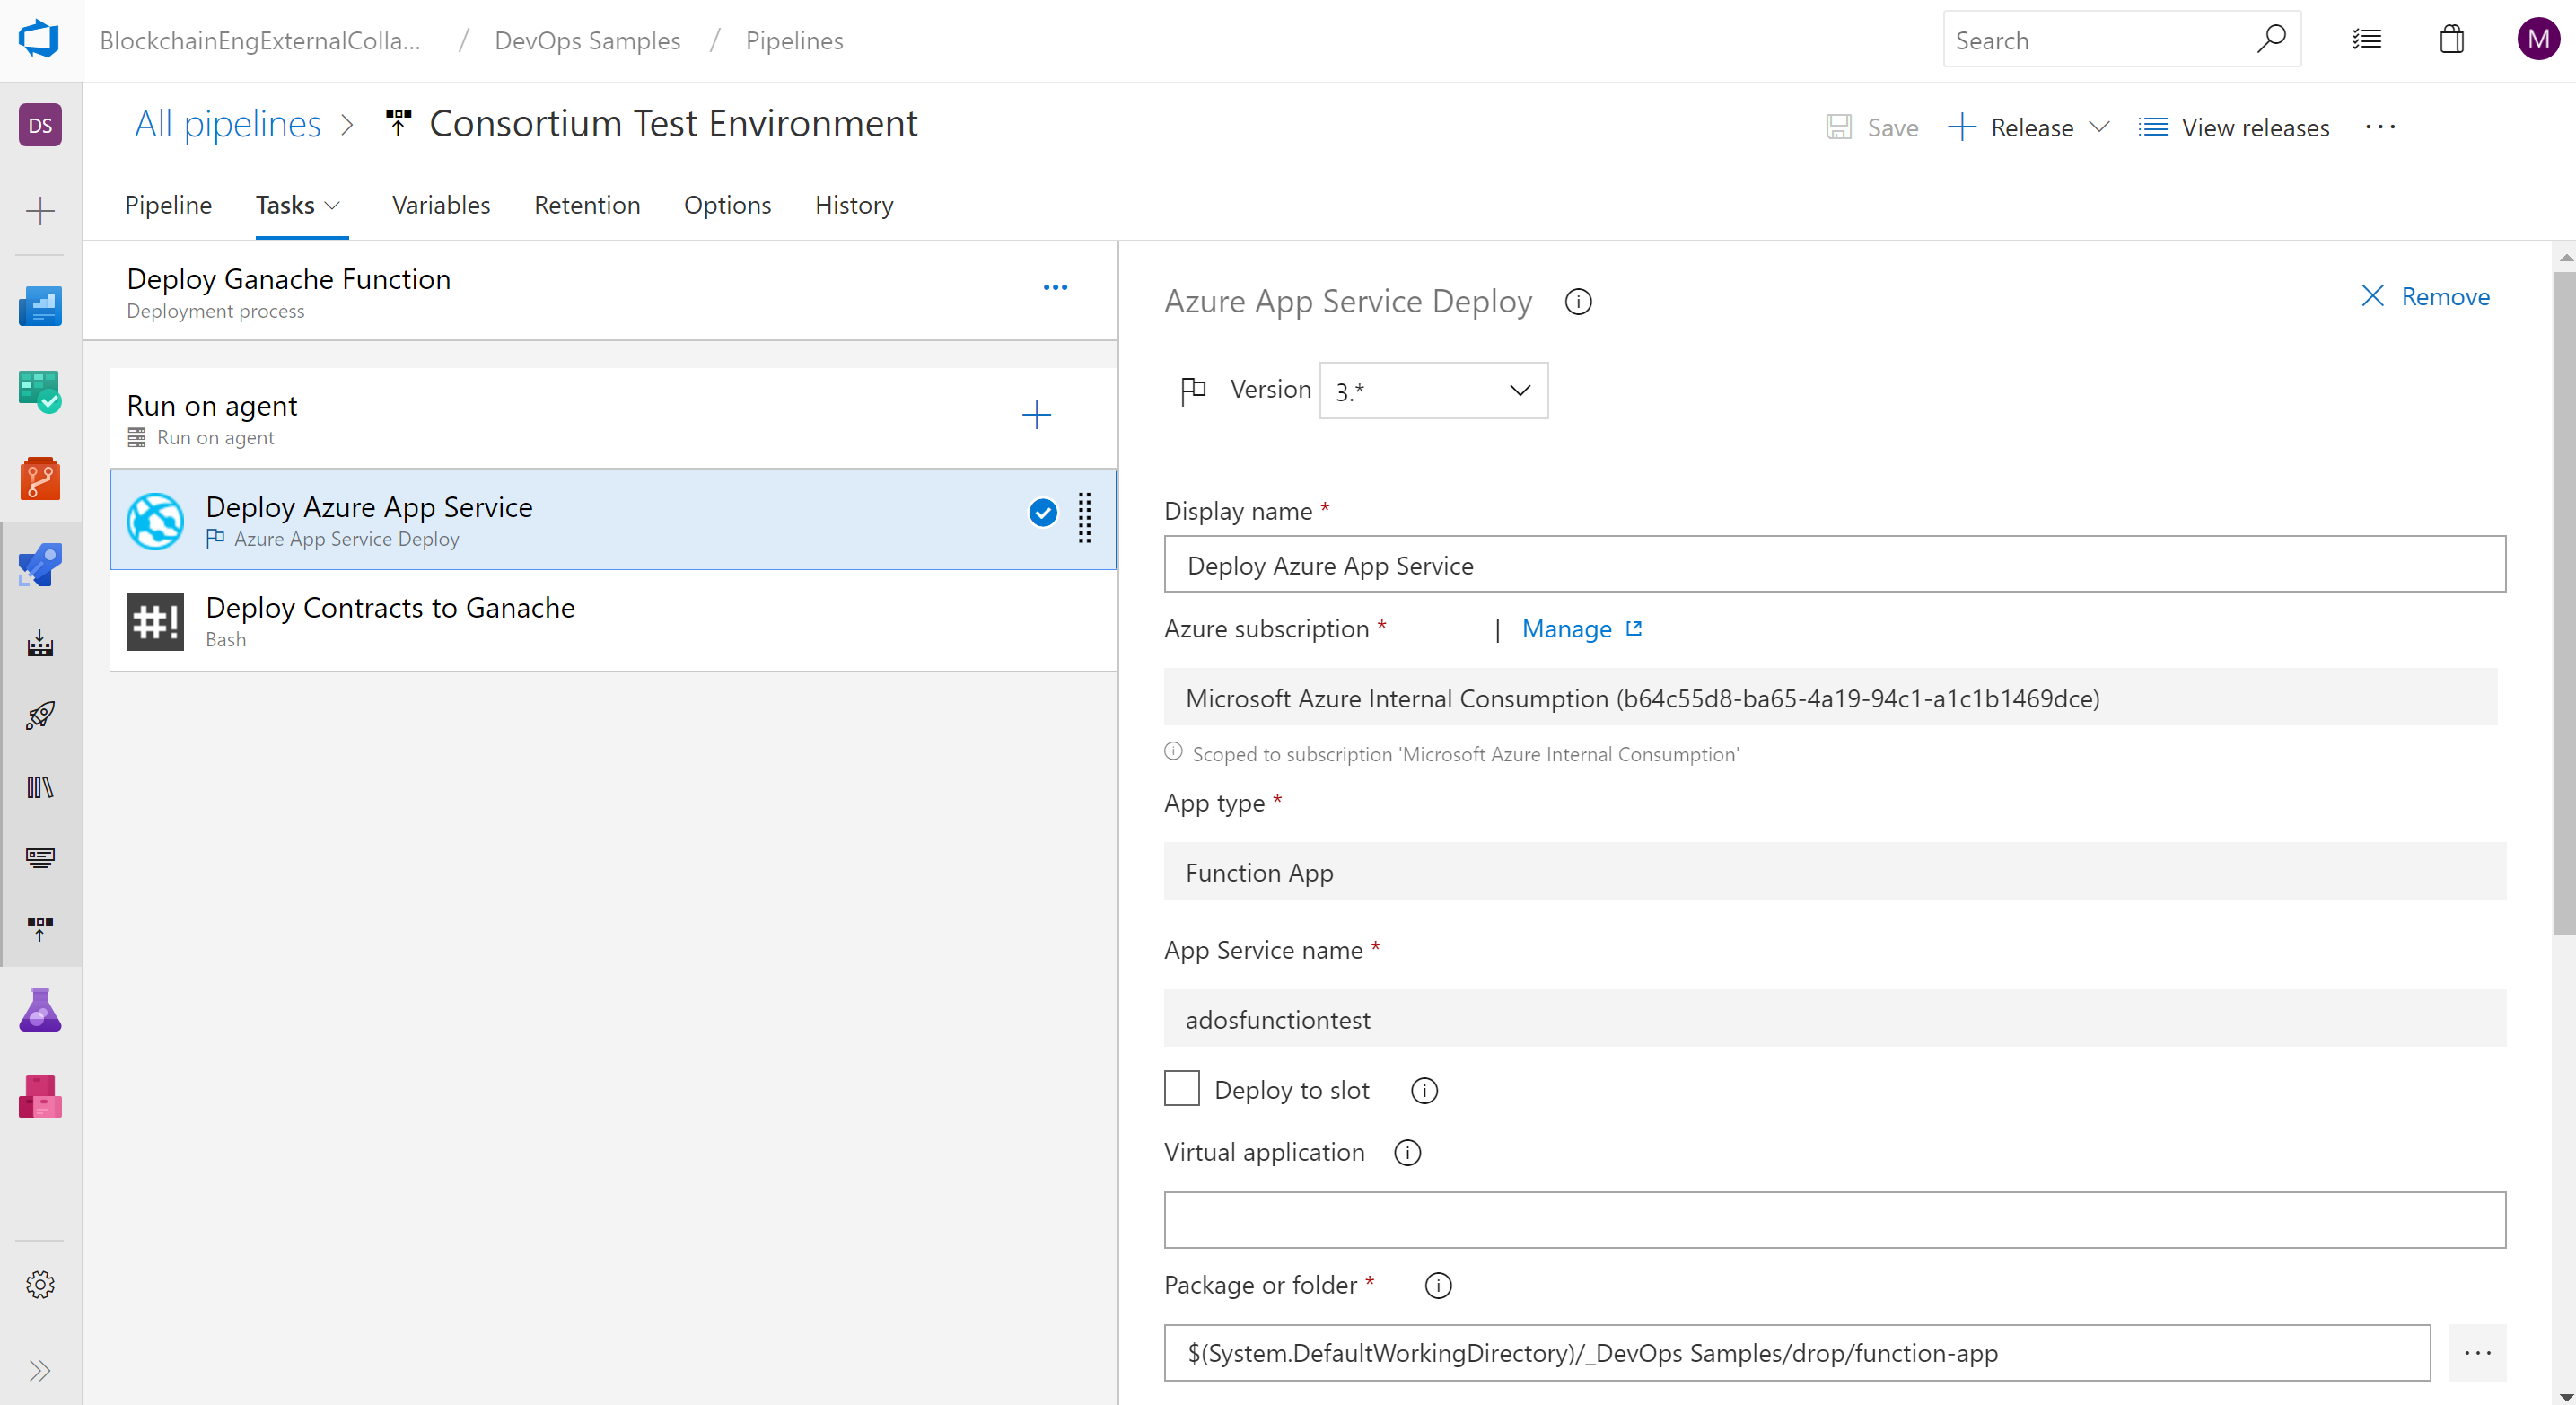 BlockchainEngExternalColla... / DevOps Samples / Pipelines
Search
M
DS
All pipelines > Consortium Test Environment
Save
+ Release
View releases
...
Pipeline
Tasks
Variables
Retention
Options
History
Deploy Ganache Function
Deployment process
Run on agent
Run on agent
Deploy Azure App Service
Azure App Service Deploy
#!
Deploy Contracts to Ganache
Bash
Azure App Service Deploy
Remove
Version
3.*
Display name *
Deploy Azure App Service
Azure subscription * | Manage
Microsoft Azure Internal Consumption (b64c55d8-ba65-4a19-94c1-a1c1b1469dce)
Scoped to subscription 'Microsoft Azure Internal Consumption'
App type *
Function App
App Service name *
adosfunctiontest
Deploy to slot
Virtual application
Package or folder *
$(System.DefaultWorkingDirectory)/_DevOps Samples/drop/function-app
...